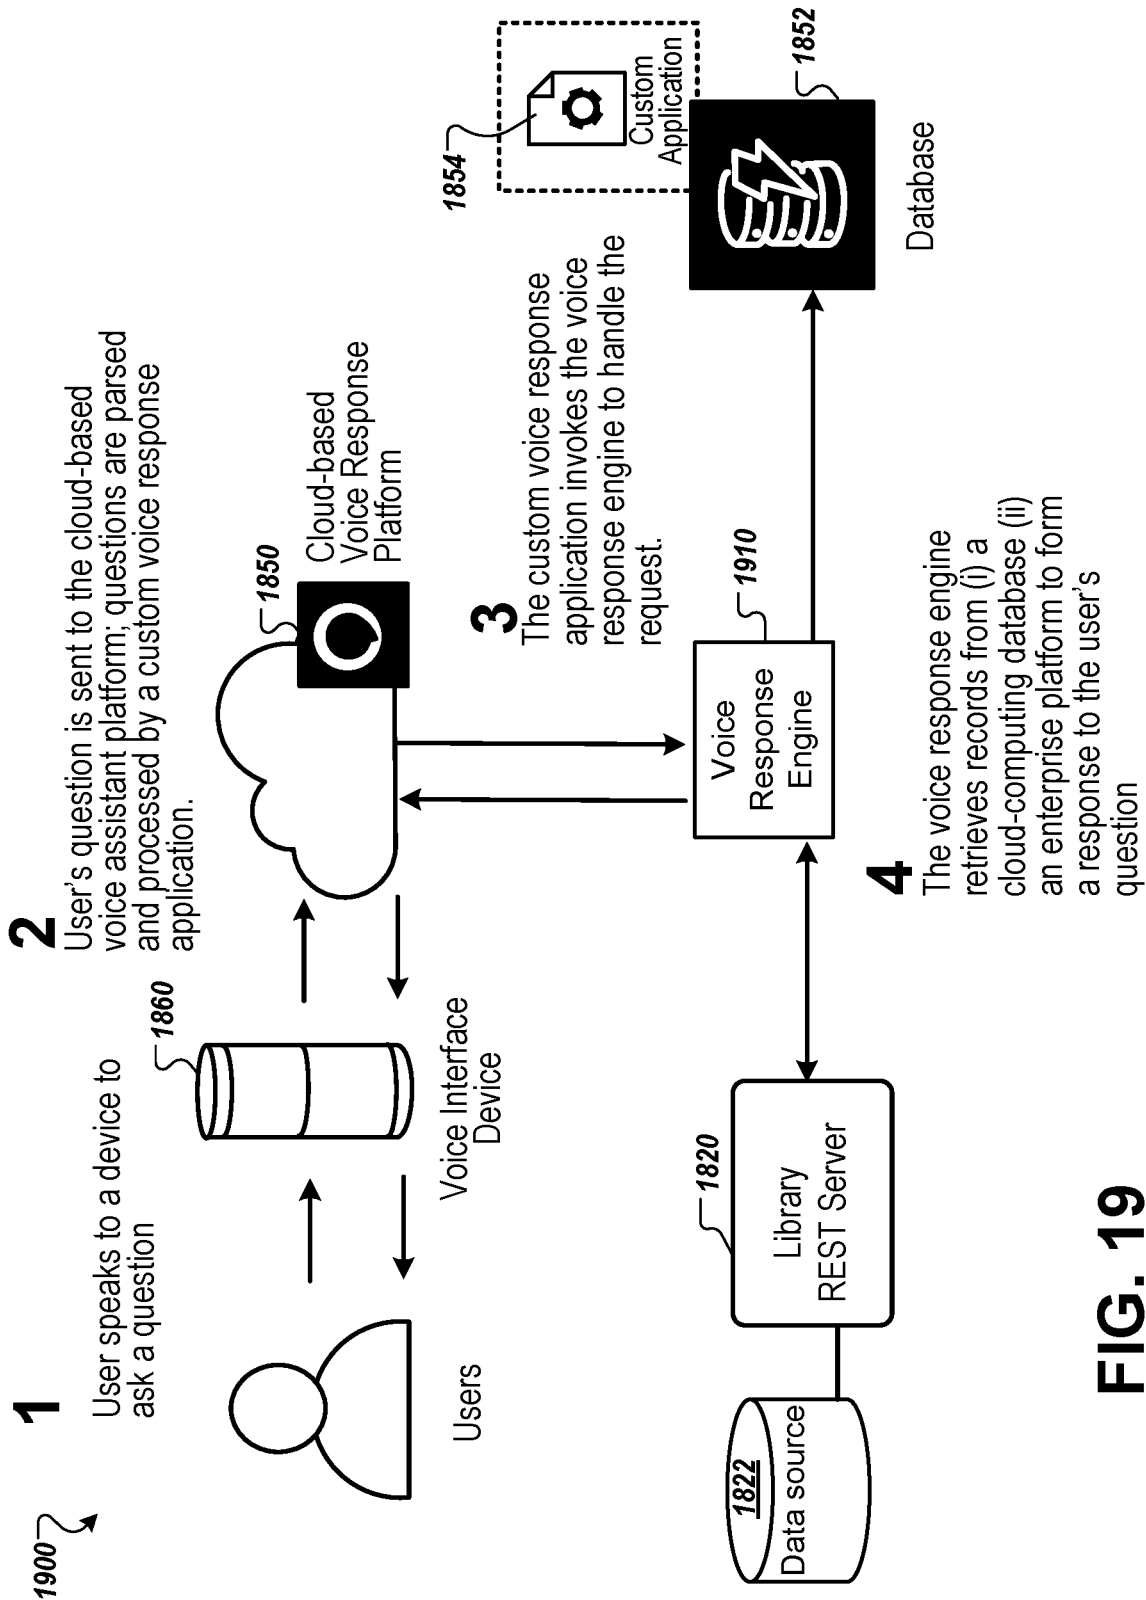 1900
1
User speaks to a device to
ask a question
2
User's question is sent to the cloud-based
voice assistant platform; questions are parsed
and processed by a custom voice response
application.
1860
1850
Cloud-based
Voice Response
Platform
Users
Voice Interface
Device
3
The custom voice response
application invokes the voice
response engine to handle the
request.
1854
Custom
Application
1852
Database
1822
Data source
1820
Library
REST Server
1910
Voice
Response
Engine
4
The voice response engine
retrieves records from (i) a
cloud-computing database (ii)
an enterprise platform to form
a response to the user's
question
FIG. 19